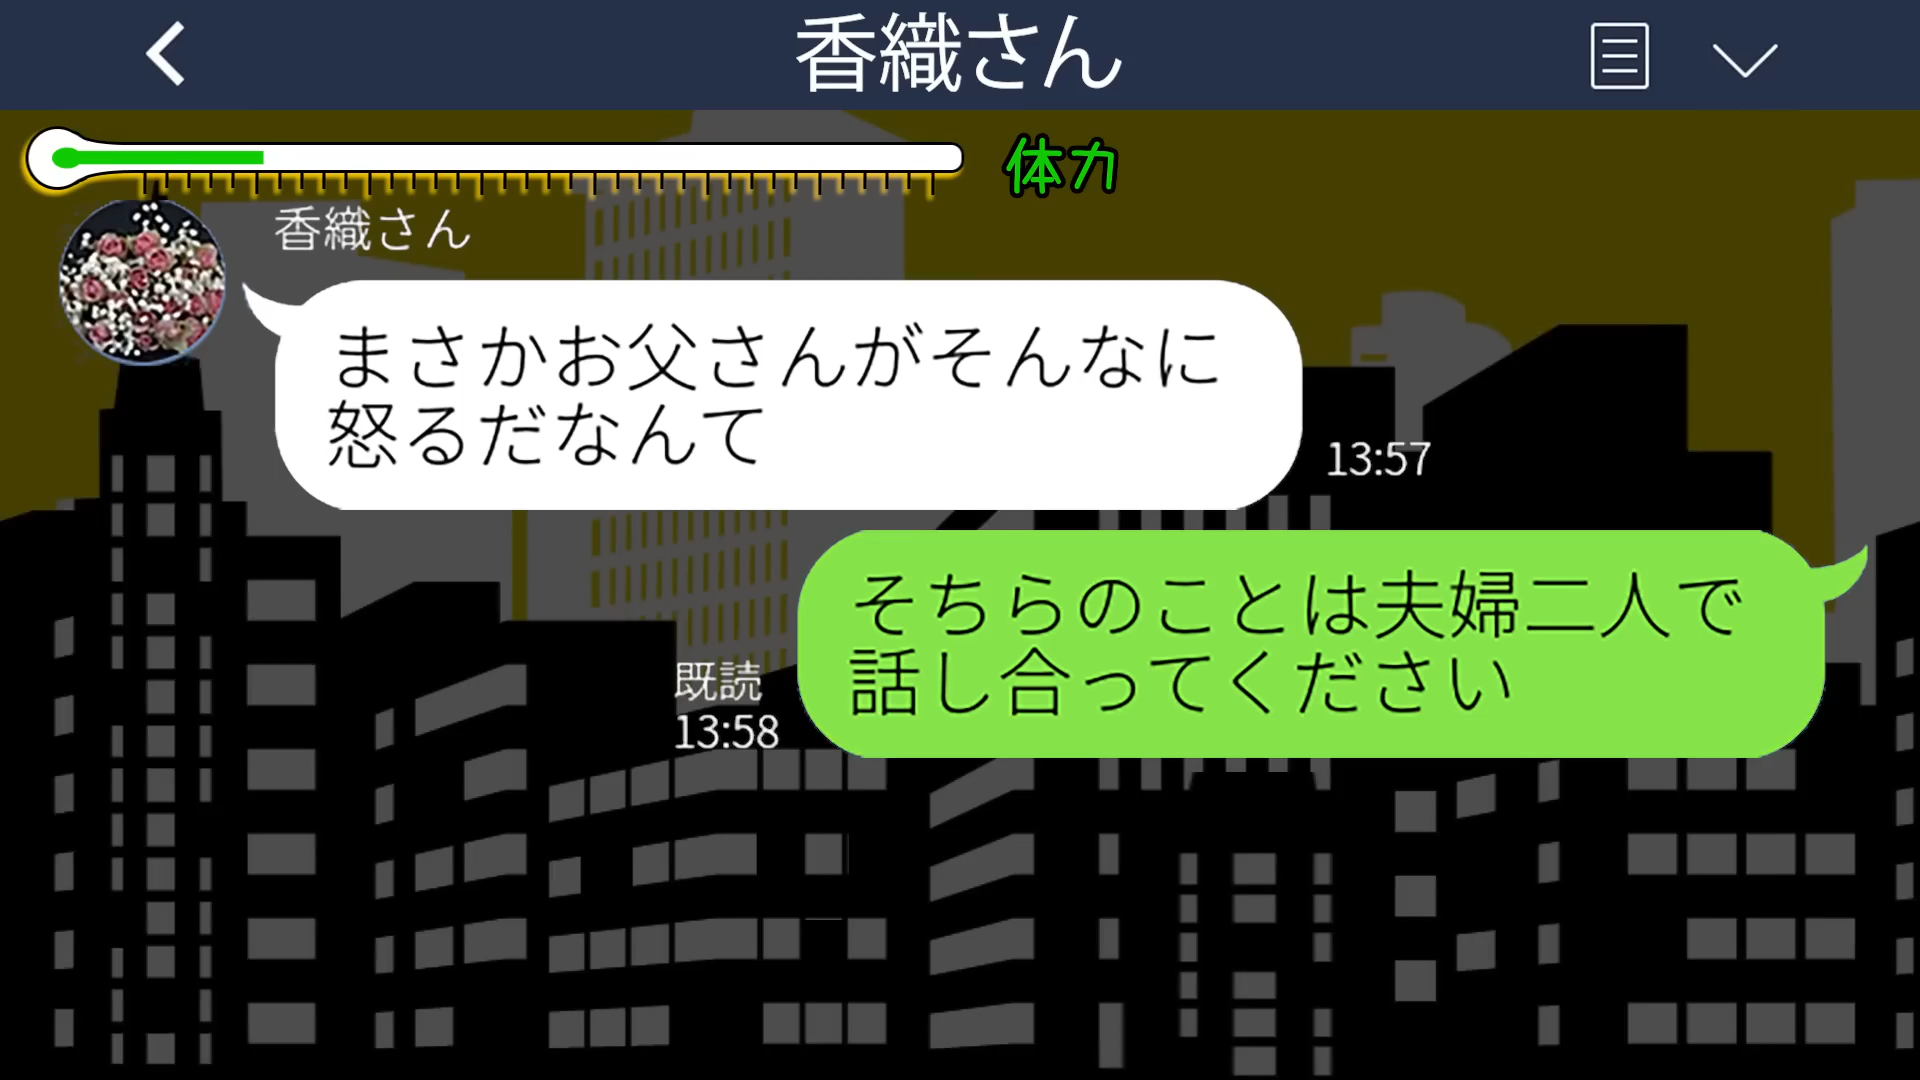 香織さん
体力
香織さん
まさかお父さんがそんなに
怒るだなんて
13:57
そちらのことは夫婦二人で
話し合ってください
既読
13:58